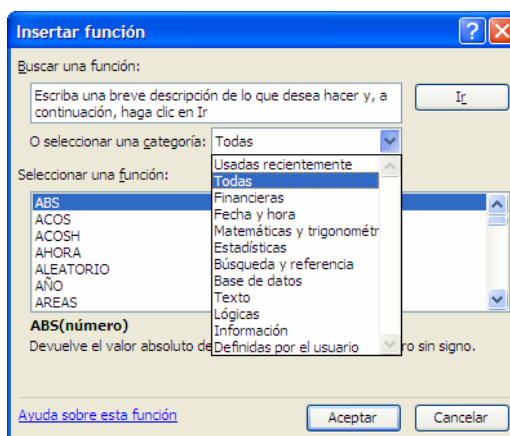 Insertar función
Buscar una función:
Escriba una breve descripción de lo que desea hacer y, a
continuación, haga clic en Ir
Ir
O seleccionar una categoría: Todas
Usadas recientemente
Todas
Financieras
Fecha y hora
Matemáticas y trigonométr
Estadísticas
Búsqueda y referencia
Base de datos
Texto
Lógicas
Información
Definidas por el usuario
Seleccionar una función:
ABS
ACOS
ACOSH
AHORA
ALEATORIO
AÑO
AREAS
ABS(número)
Devuelve el valor absoluto de ro sin signo.
Ayuda sobre esta función
Aceptar
Cancelar